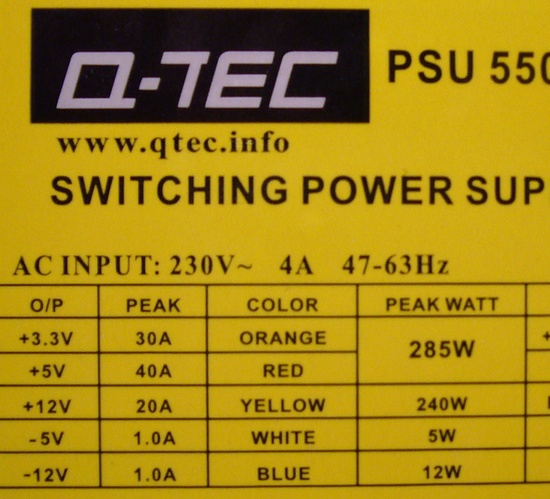 Q-TEC PSU 550
www.qtec.info
SWITCHING POWER SUP
AC INPUT: 230V~ 4A 47-63Hz
O/P PEAK COLOR PEAK WATT
+3.3V 30A ORANGE 285W +
+5V 40A RED
+12V 20A YELLOW 240W
-5V 1.0A WHITE 5W
-12V 1.0A BLUE 12W